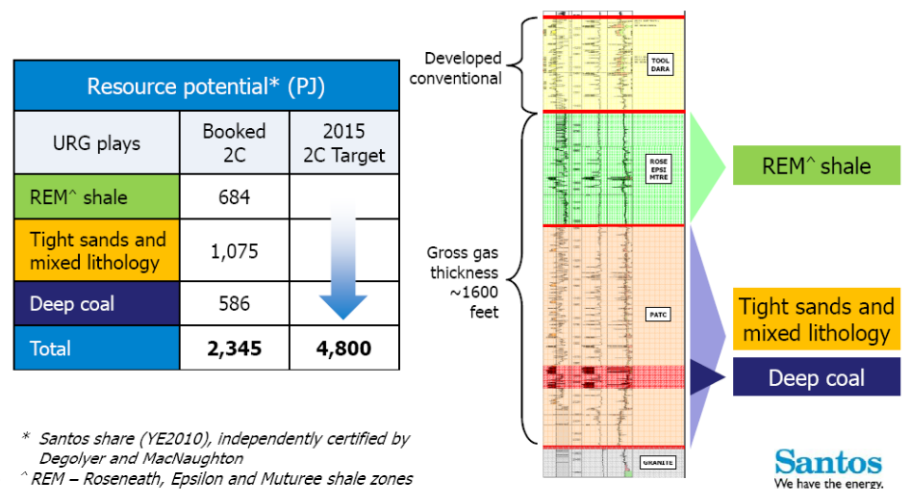 Resource potential* (PJ)
URG plays
Booked
2C
2015
2C Target
REM^ shale
684
Tight sands and
mixed lithology
1,075
Deep coal
586
Total
2,345
4,800
* Santos share (YE2010), independently certified by
Degolyer and MacNaughton
^ REM – Roseneath, Epsilon and Muturee shale zones
Developed
conventional
Gross gas
thickness
~1600
feet
TOOL
DARA
ROSE
EPSI
MTRE
PATC
GRANITE
REM^ shale
Tight sands and
mixed lithology
Deep coal
Santos
We have the energy.